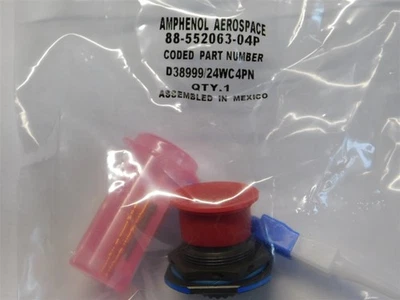 AMPHENOL AEROSPACE
88-552063-04P
CODED PART NUMBER
D38999/24WC4PN
QTY.1
ASSEMBLED IN MEXICO